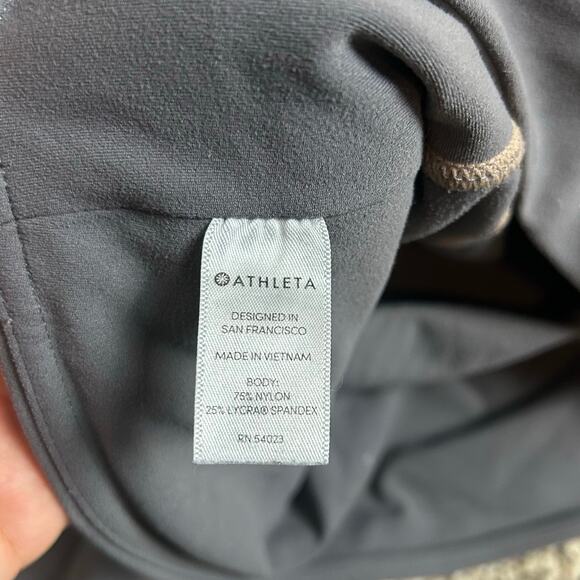 ATHLETA
DESIGNED IN
SAN FRANCISCO
MADE IN VIETNAM
BODY:
75% NYLON
25% LYCRA® SPANDEX
RN 54023